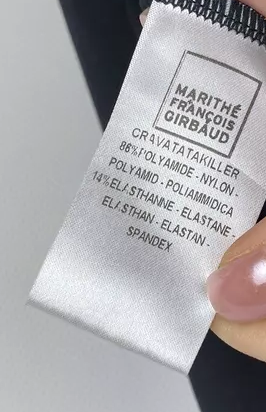 MARITHÉ
FRANÇOIS
GIRBAUD
CRAVATATAKILLER
86% POLYAMIDE - NYLON -
POLYAMID - POLIAMMIDICA
14% ELASTHANNE - ELASTANE -
ELASTHAN - ELASTAN -
SPANDEX